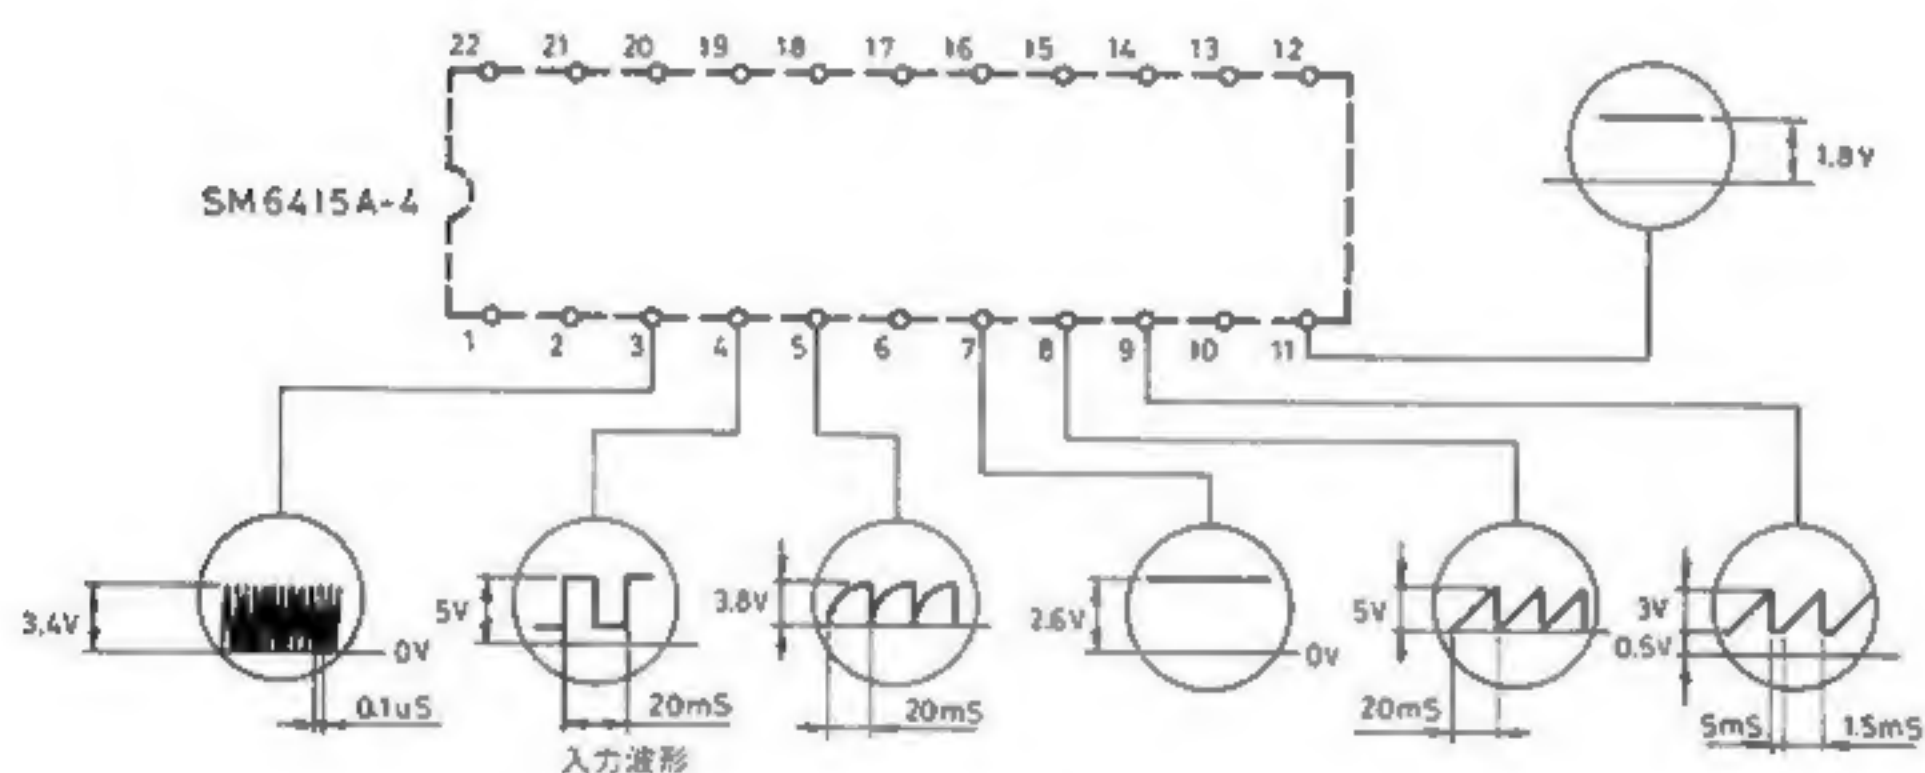 22 21 20 19 18 17 16 15 14 13 12
1.8V
SM6415A-4
1 2 3 4 5 6 7 8 9 10 11
3.4V
0V
0.1uS
5V
20mS
入力波形
3.8V
20mS
2.6V
0V
5V
20mS
3V
0.5V
5mS
1.5mS